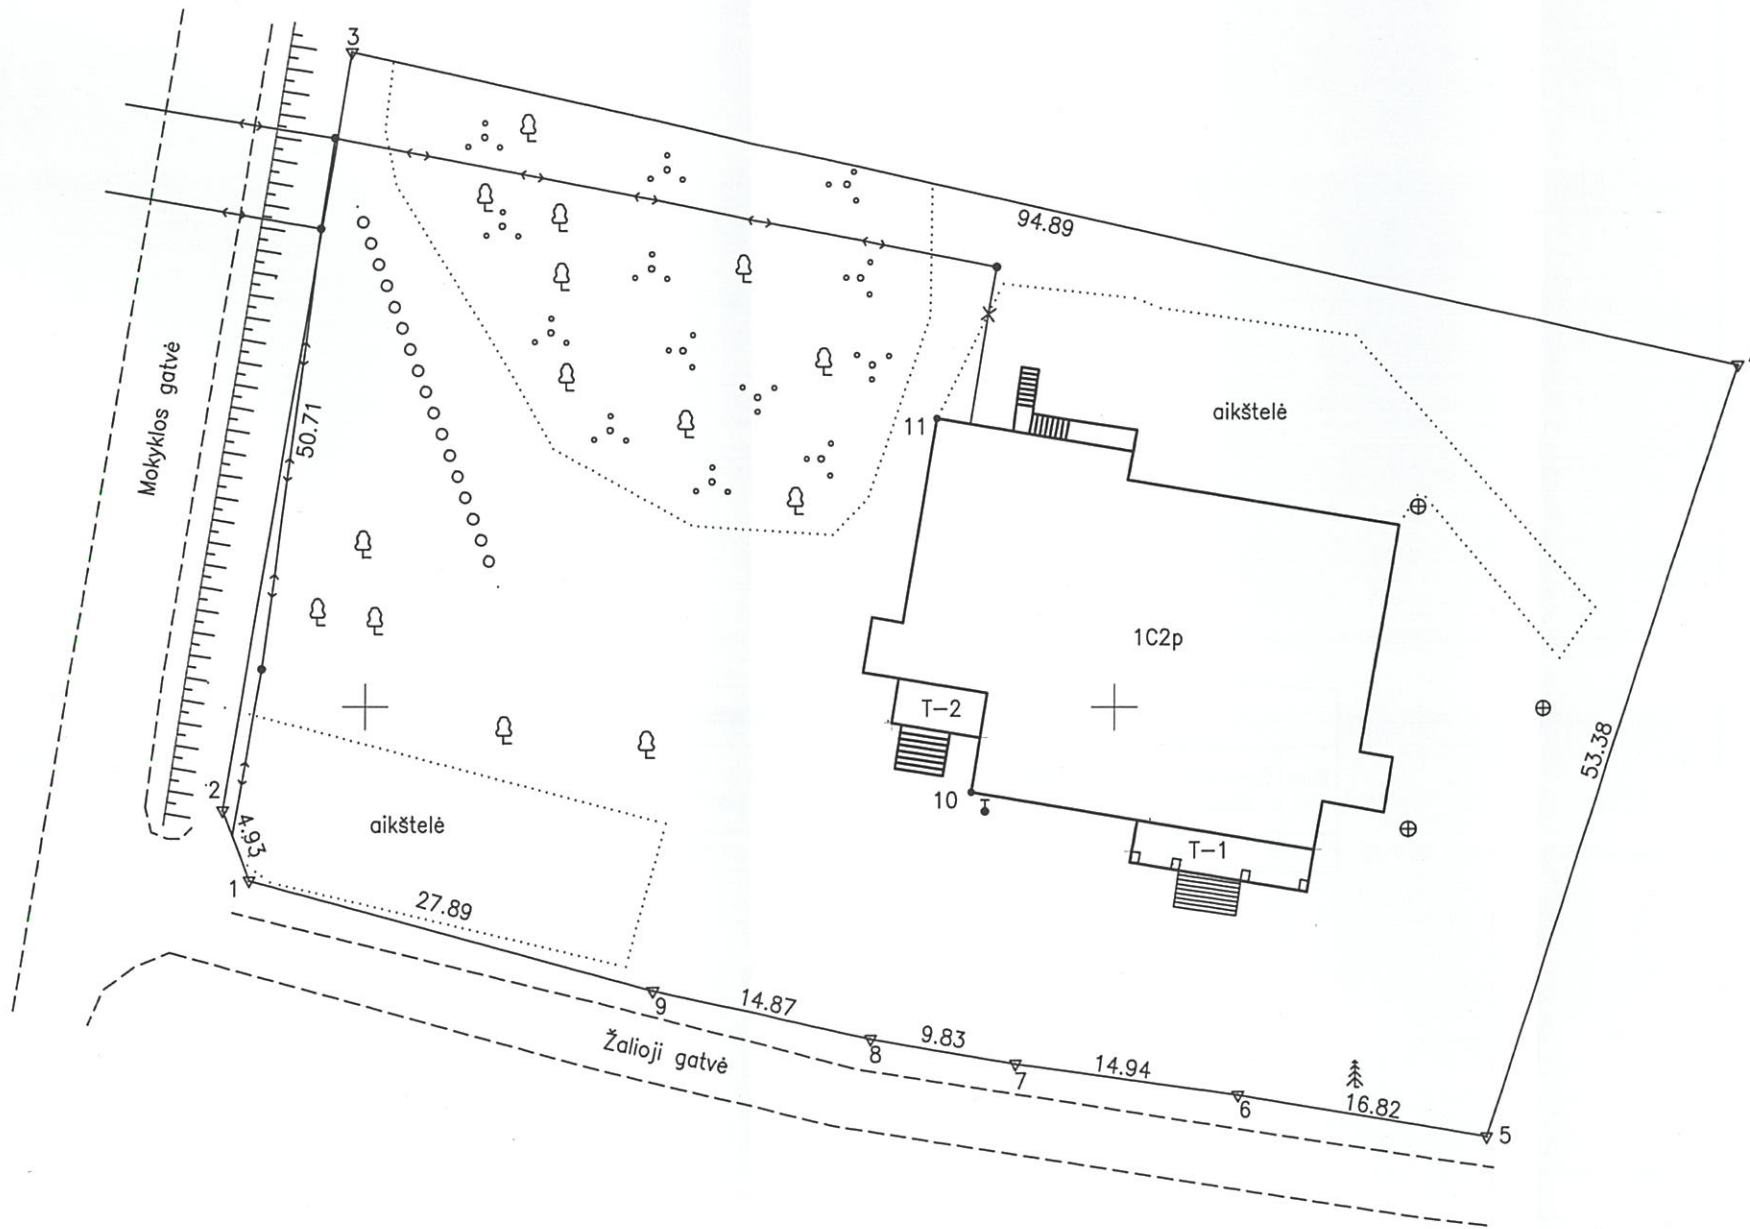 3
94.89
Mokyklos gatvė
50.71
11
aikštelė
1C2p
T-2
53.38
2
10
4.93
aikštelė
T-1
1
27.89
9
14.87
8
9.83
7
14.94
6
16.82
5
Žalioji gatvė